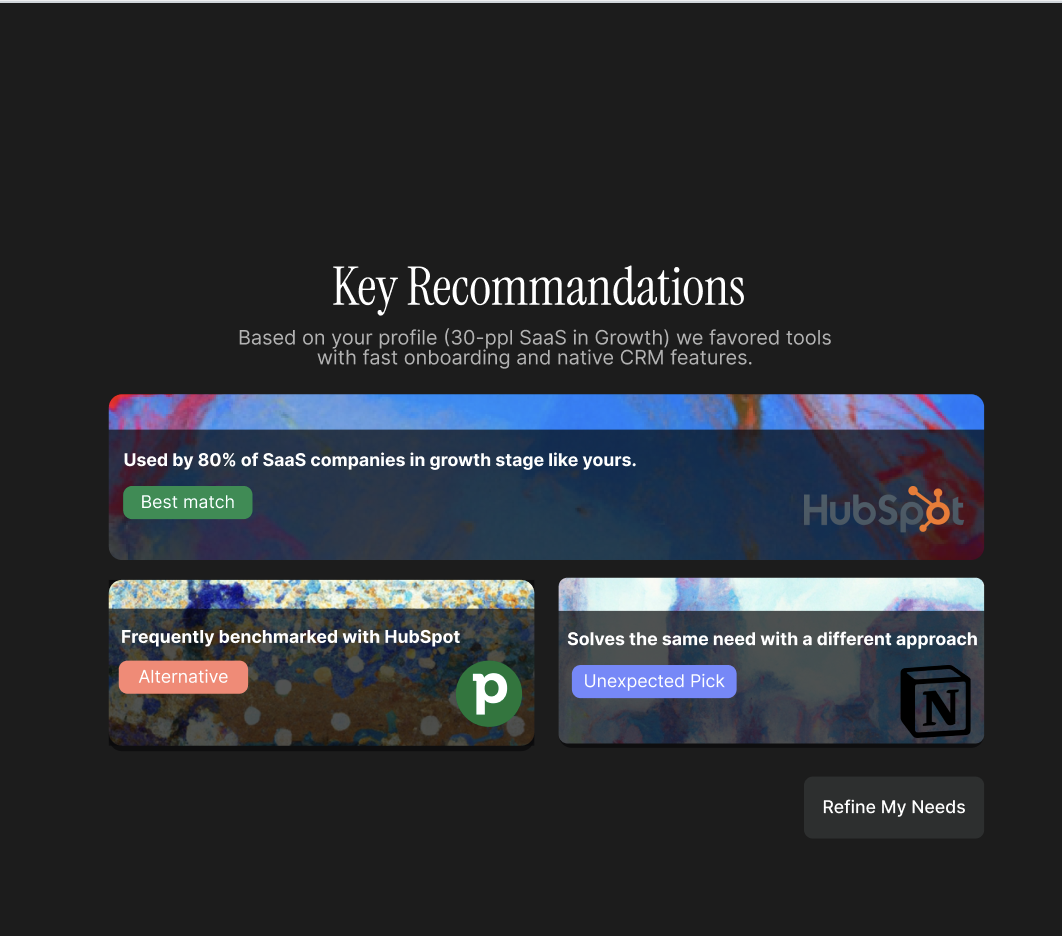 Key Recommandations
Based on your profile (30-ppl SaaS in Growth) we favored tools
with fast onboarding and native CRM features.
Used by 80% of SaaS companies in growth stage like yours.
Best match
HubSpot
Frequently benchmarked with HubSpot
Alternative
p
Solves the same need with a different approach
Unexpected Pick
N
Refine My Needs